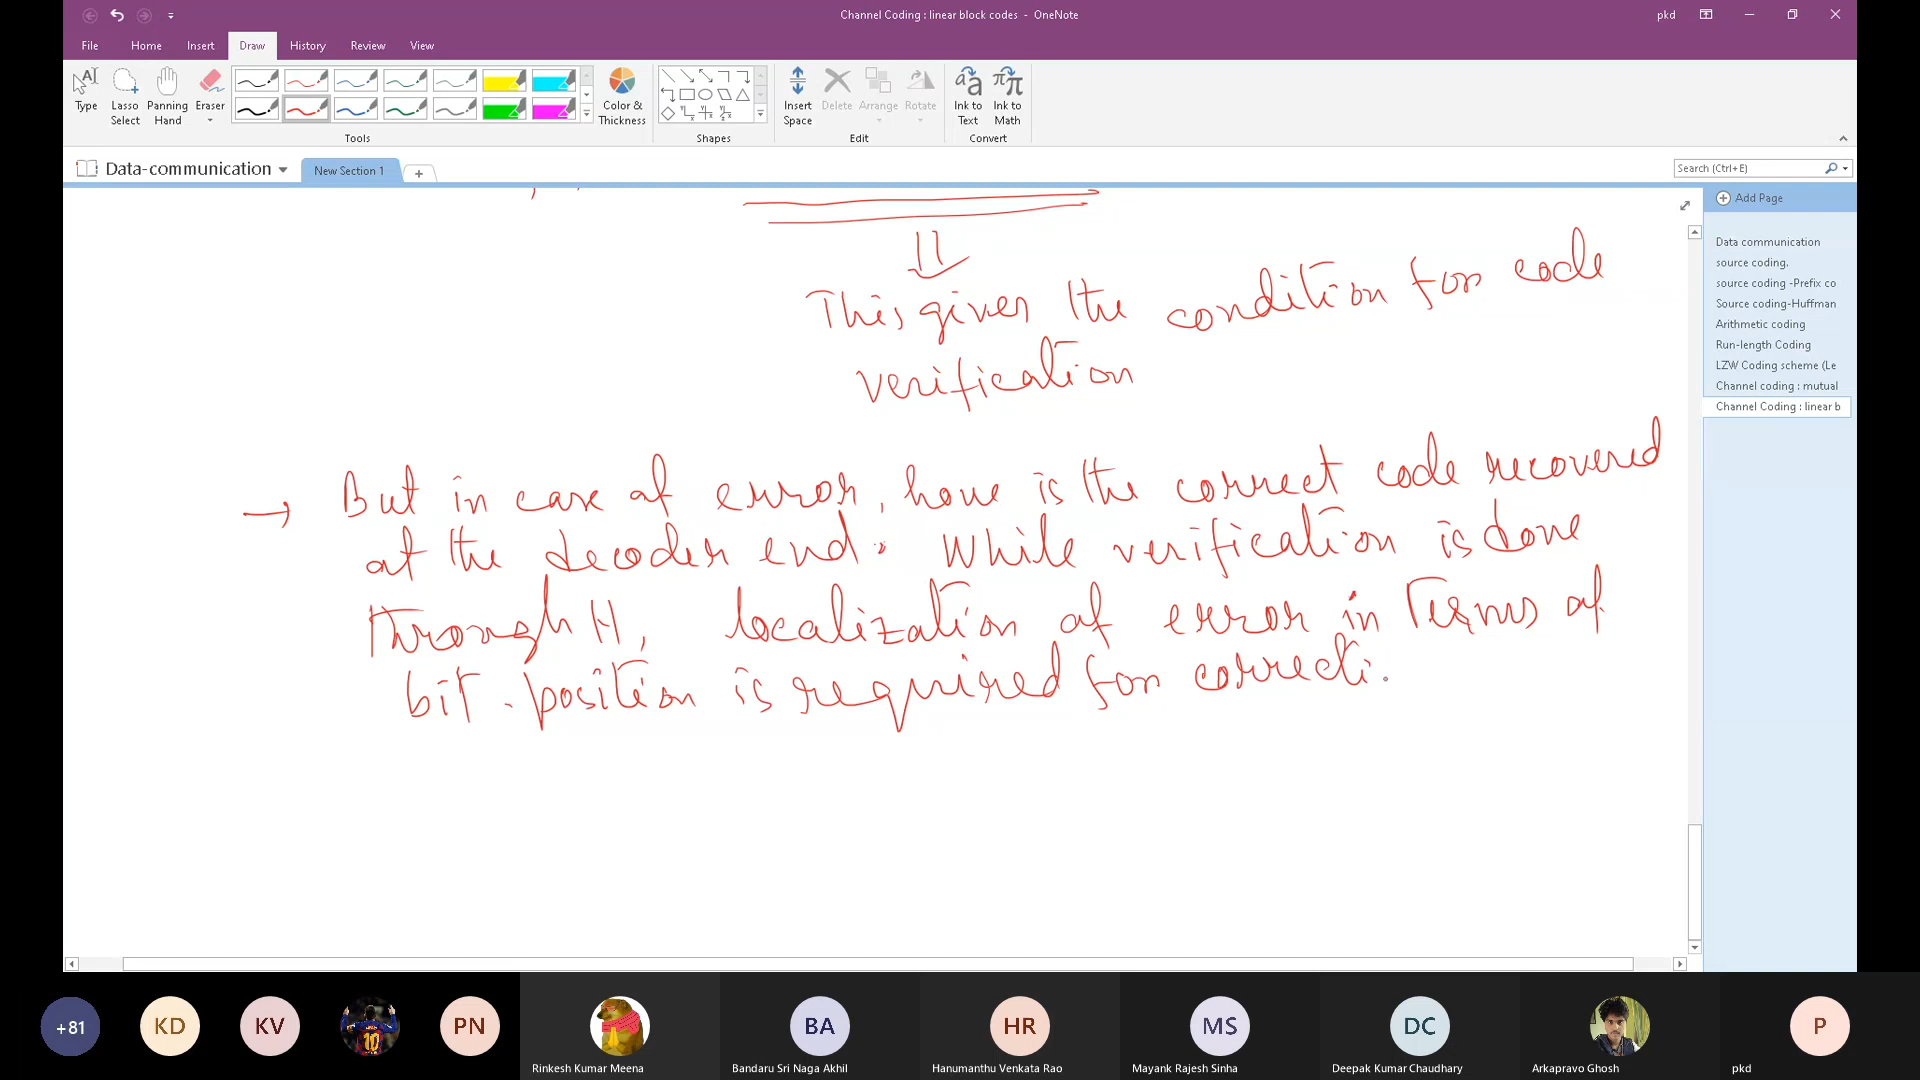 Channel Coding : linear block codes - OneNote
pkd
File Home Insert Draw History Review View
Type
Lasso Select
Panning Hand
Eraser
Color & Thickness
Insert Space
Delete
Arrange
Rotate
Ink to Text
Ink to Math
Tools
Shapes
Edit
Convert
Data-communication
New Section 1
Search (Ctrl+E)
Add Page
Data communication
source coding.
source coding -Prefix co
Source coding-Huffman
Arithmetic coding
Run-length Coding
LZW Coding scheme (Le
Channel coding : mutual
Channel Coding : linear b
This gives the condition for code
verification
→ But in case of error, how is the correct code recovered
at the decoder end. While verification is done
through H, localization of error in terms of
bit-position is required for correcti
+81
KD
KV
10
PN
Rinkesh Kumar Meena
BA
Bandaru Sri Naga Akhil
HR
Hanumanthu Venkata Rao
MS
Mayank Rajesh Sinha
DC
Deepak Kumar Chaudhary
Arkapravo Ghosh
P
pkd